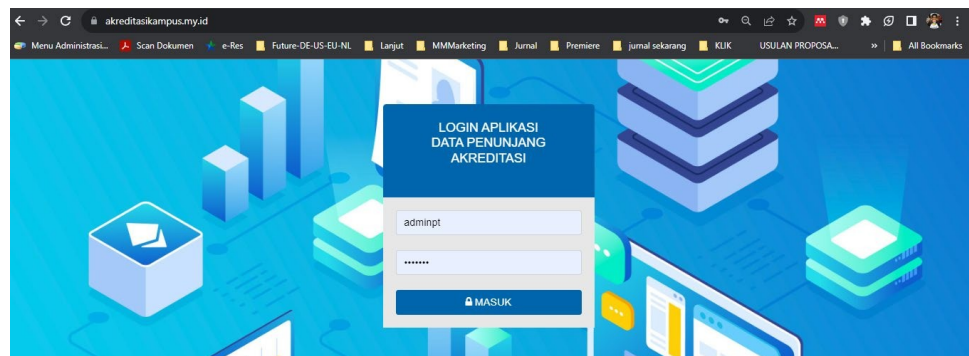 akreditasikampus.my.id
Menu Administrasi... Scan Dokumen e-Res Future-DE-US-EU-NL Lanjut MMMarketing Jurnal Premiere jurnal sekarang KLIK USULAN PROPOSA... » All Bookmarks
LOGIN APLIKASI
DATA PENUNJANG
AKREDITASI
adminpt
•••••••
MASUK